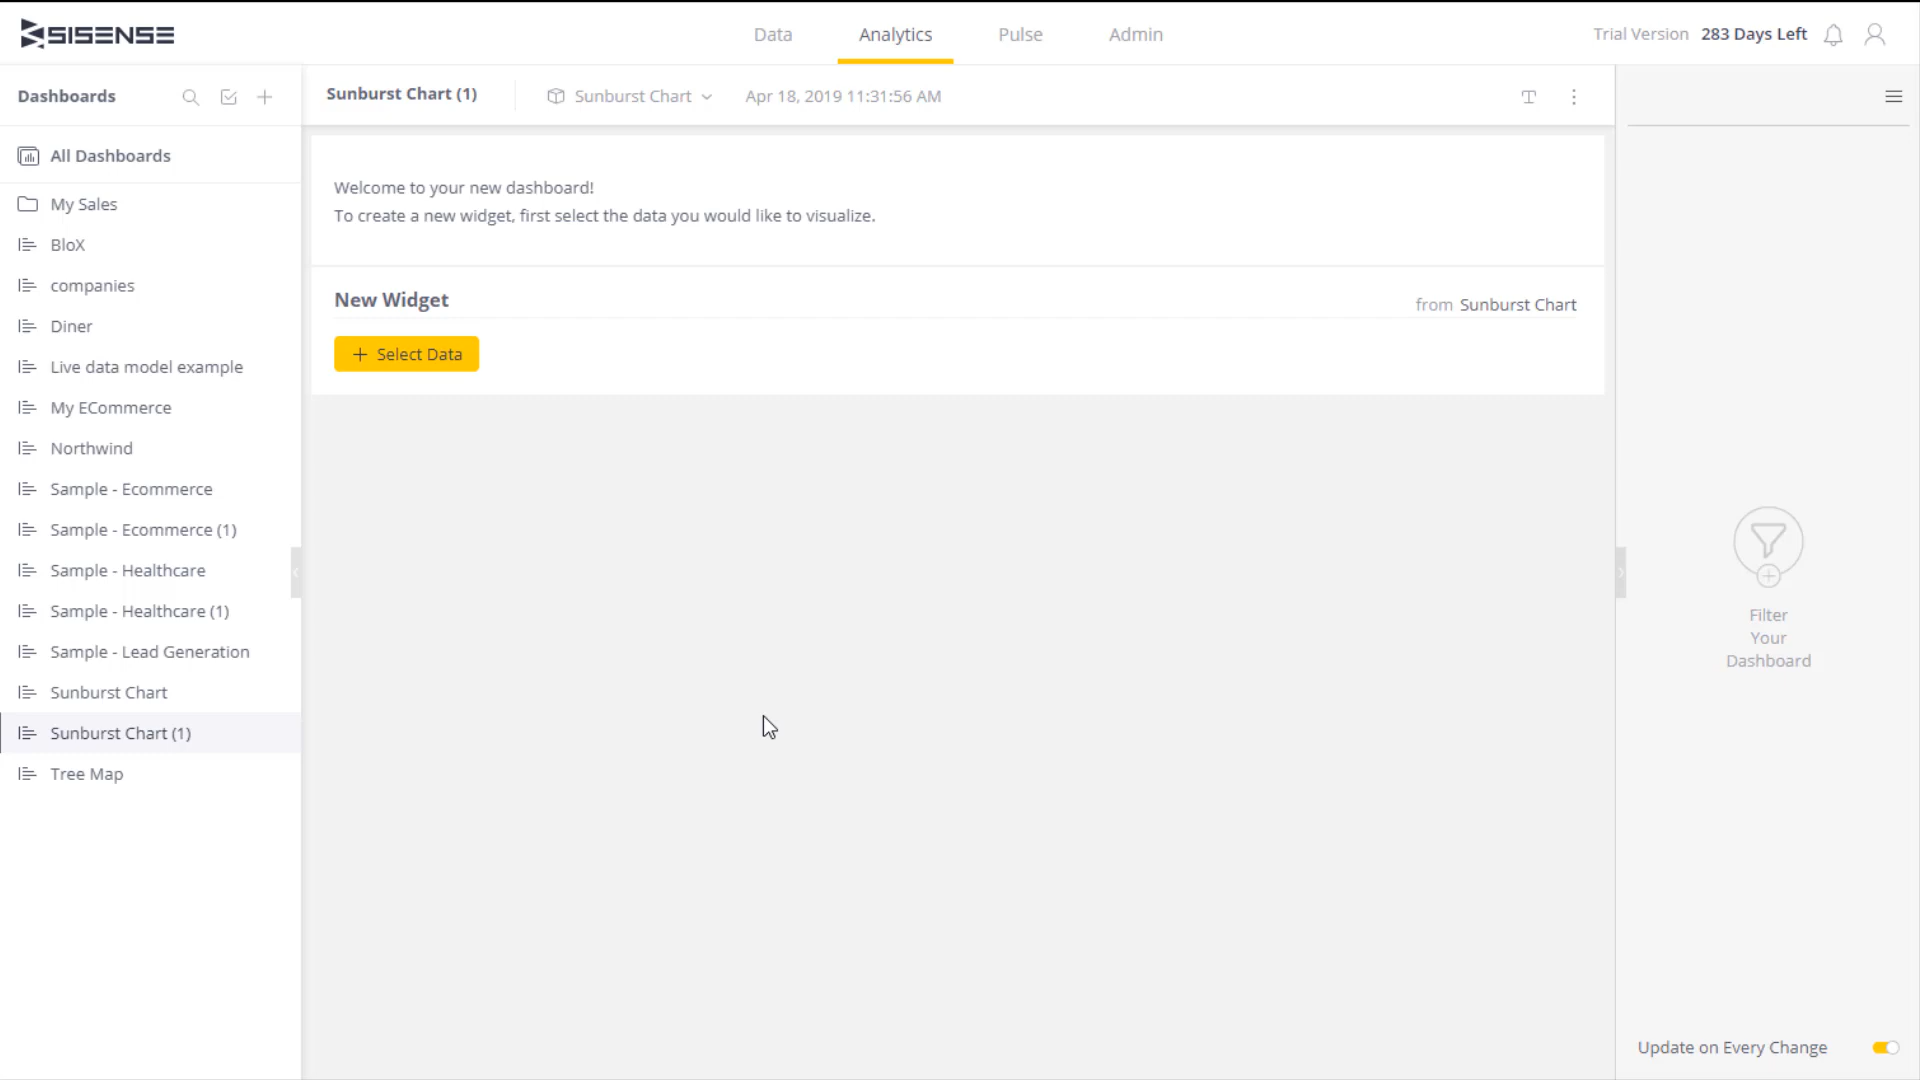 SISENSE
Data
Analytics
Pulse
Admin
Trial Version 283 Days Left
Dashboards
All Dashboards
My Sales
BloX
companies
Diner
Live data model example
My ECommerce
Northwind
Sample - Ecommerce
Sample - Ecommerce (1)
Sample - Healthcare
Sample - Healthcare (1)
Sample - Lead Generation
Sunburst Chart
Sunburst Chart (1)
Tree Map
Sunburst Chart (1)
Sunburst Chart
Apr 18, 2019 11:31:56 AM
Welcome to your new dashboard!
To create a new widget, first select the data you would like to visualize.
New Widget
from Sunburst Chart
+ Select Data
Filter
Your
Dashboard
Update on Every Change